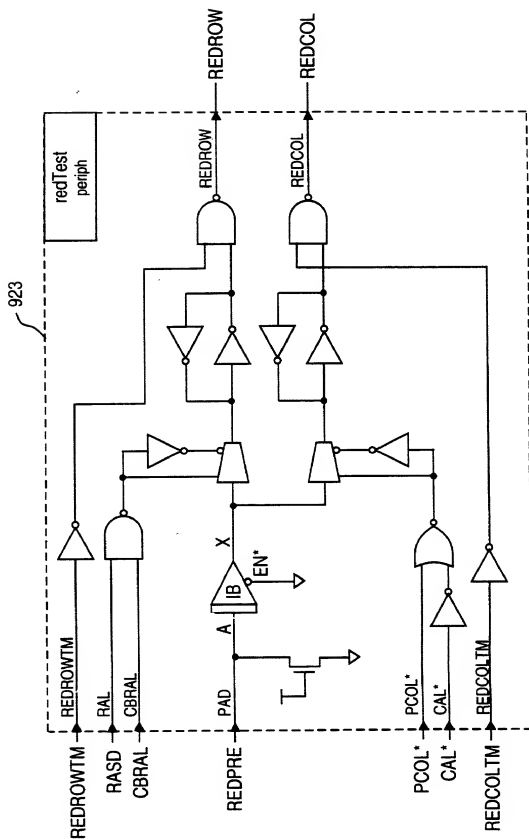 923
redTest
periph
REDROWTM
REDROWTM
RASD
RAL
CBRAL
CBRAL
REDPRE
PAD
A
IB
X
EN*
PCOL*
PCOL*
CAL*
CAL*
REDCOLTM
REDCOLTM
REDROW
REDROW
REDCOL
REDCOL